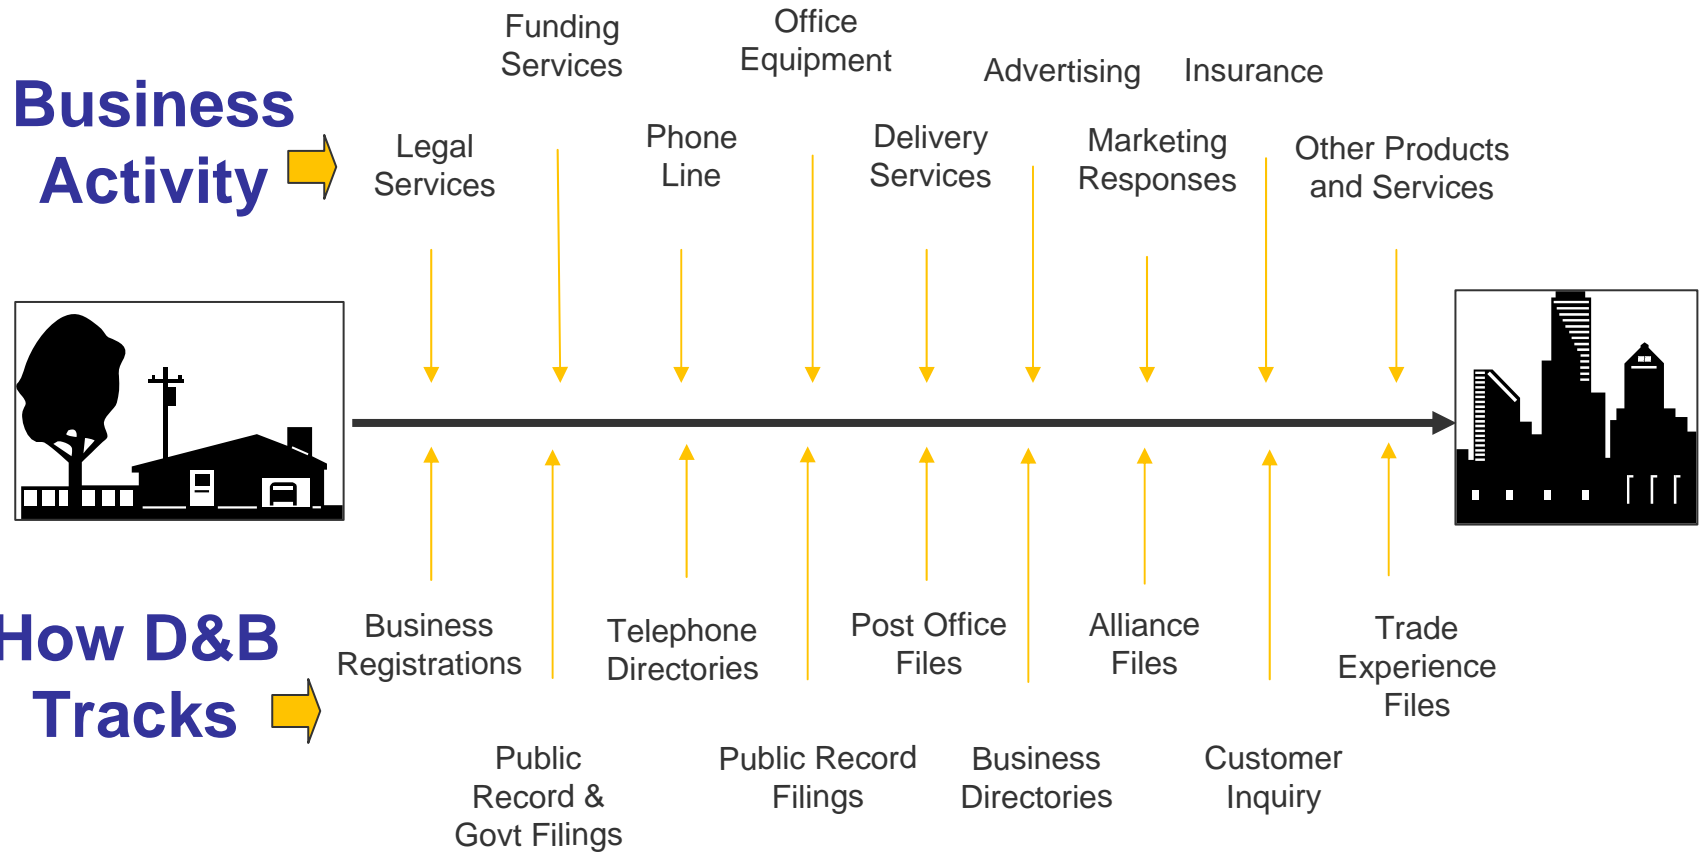 Business
Activity
Legal
Services
Funding
Services
Phone
Line
Office
Equipment
Delivery
Services
Advertising
Marketing
Responses
Insurance
Other Products
and Services
How D&B
Tracks
Business
Registrations
Public
Record &
Govt Filings
Telephone
Directories
Public Record
Filings
Post Office
Files
Business
Directories
Alliance
Files
Customer
Inquiry
Trade
Experience
Files